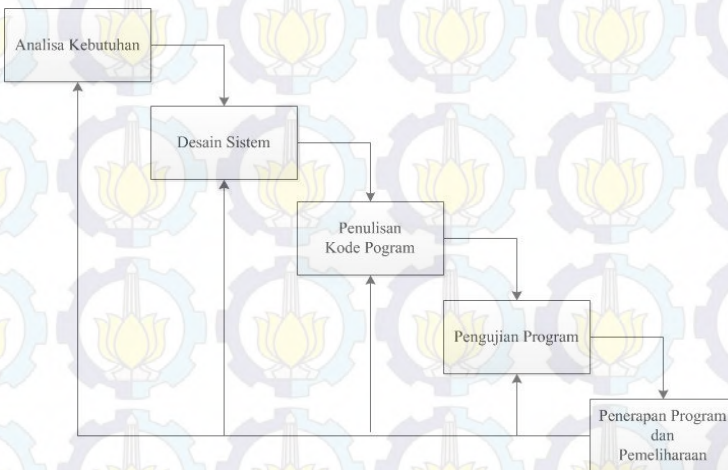 Analisa Kebutuhan
Desain Sistem
Penulisan
Kode Pogram
Pengujian Program
Penerapan Program
dan
Pemeliharaan